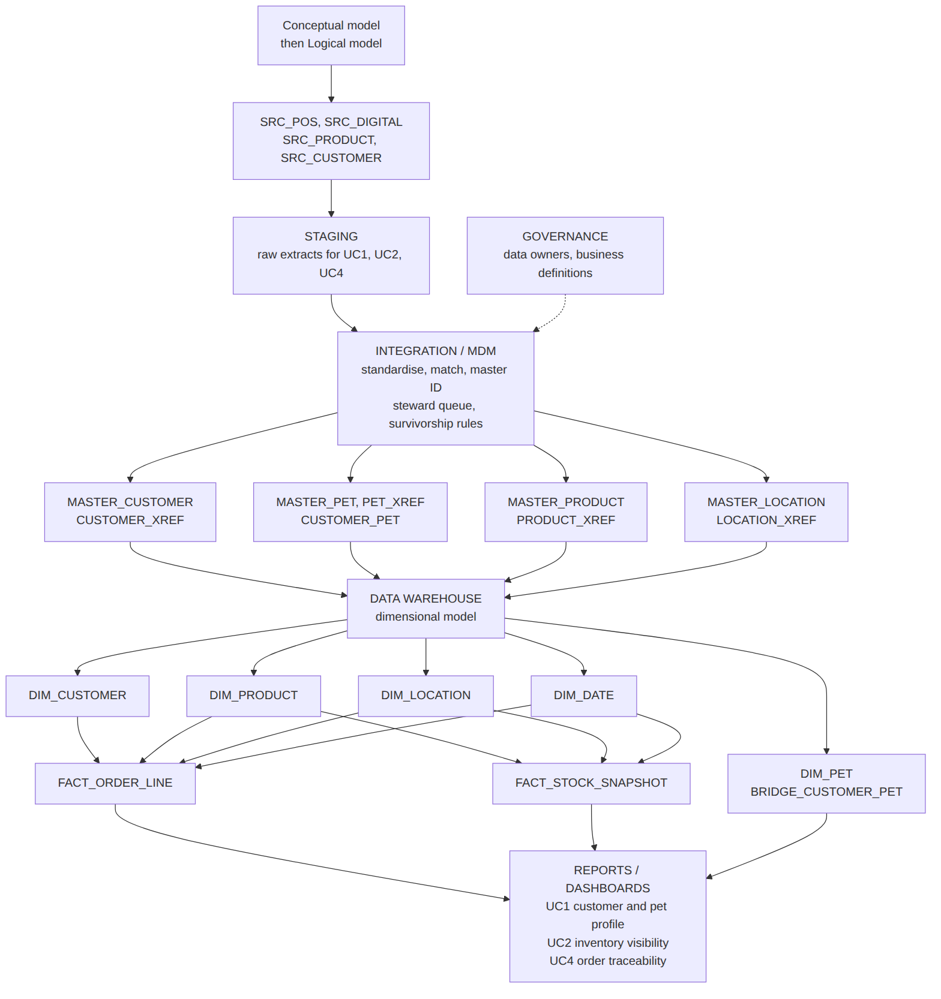 Conceptual model
then Logical model
SRC_POS, SRC_DIGITAL
SRC_PRODUCT,
SRC_CUSTOMER
STAGING
raw extracts for UC1, UC2,
UC4
GOVERNANCE
data owners, business
definitions
INTEGRATION / MDM
standardise, match, master
ID
steward queue,
survivorship rules
MASTER_CUSTOMER
CUSTOMER_XREF
MASTER_PET, PET_XREF
CUSTOMER_PET
MASTER_PRODUCT
PRODUCT_XREF
MASTER_LOCATION
LOCATION_XREF
DATA WAREHOUSE
dimensional model
DIM_CUSTOMER
DIM_PRODUCT
DIM_LOCATION
DIM_DATE
FACT_ORDER_LINE
FACT_STOCK_SNAPSHOT
DIM_PET
BRIDGE_CUSTOMER_PET
REPORTS /
DASHBOARDS
UC1 customer and pet
profile
UC2 inventory visibility
UC4 order traceability